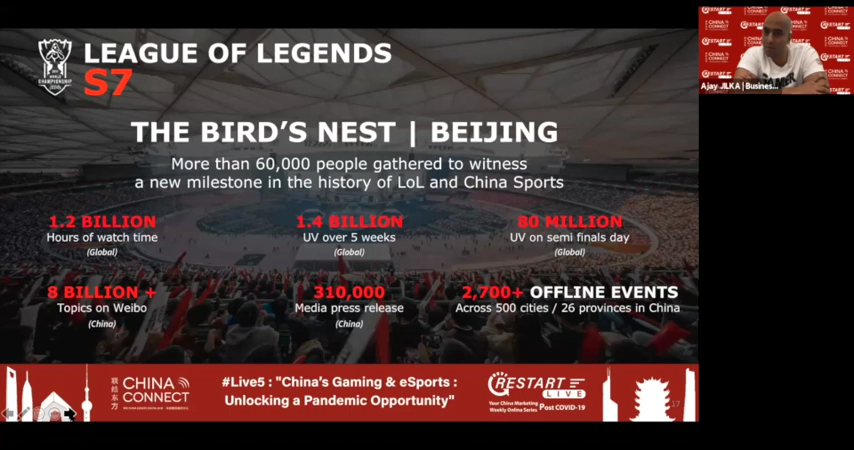 LEAGUE OF LEGENDS
S7
THE BIRD'S NEST | BEIJING
More than 60,000 people gathered to witness
a new milestone in the history of LoL and China Sports
1.2 BILLION
Hours of watch time
(Global)
1.4 BILLION
UV over 5 weeks
(Global)
80 MILLION
UV on semi finals day
(Global)
8 BILLION +
Topics on Weibo
(China)
310,000
Media press release
(China)
2,700+ OFFLINE EVENTS
Across 500 cities / 26 provinces in China
联结东方
CHINA
CONNECT
#Live5 : "China's Gaming & eSports :
Unlocking a Pandemic Opportunity"
RESTART
LIVE
Your China Marketing
Weekly Online Series
Post COVID-19
17
Ajay JILKA | Busines...